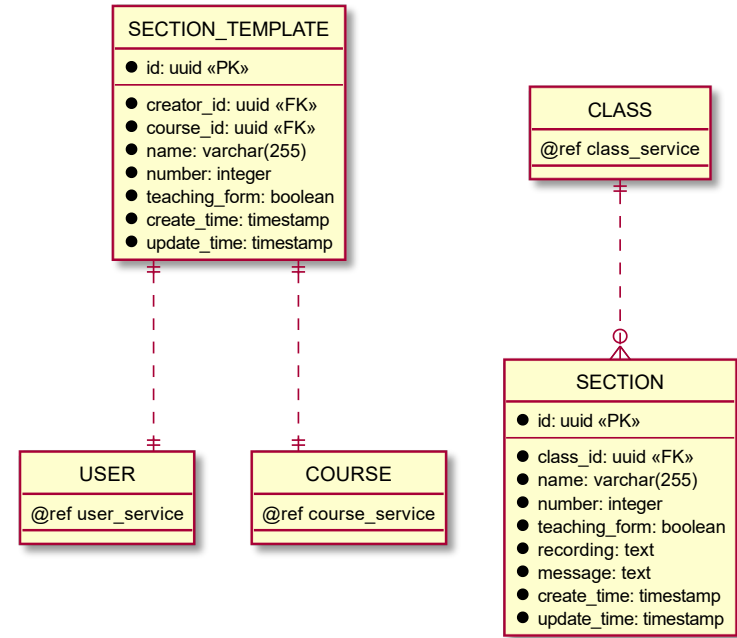 SECTION_TEMPLATE
id: uuid «PK»
creator_id: uuid «FK»
course_id: uuid «FK»
name: varchar(255)
number: integer
teaching_form: boolean
create_time: timestamp
update_time: timestamp
CLASS
@ref class_service
USER
@ref user_service
COURSE
@ref course_service
SECTION
id: uuid «PK»
class_id: uuid «FK»
name: varchar(255)
number: integer
teaching_form: boolean
recording: text
message: text
create_time: timestamp
update_time: timestamp